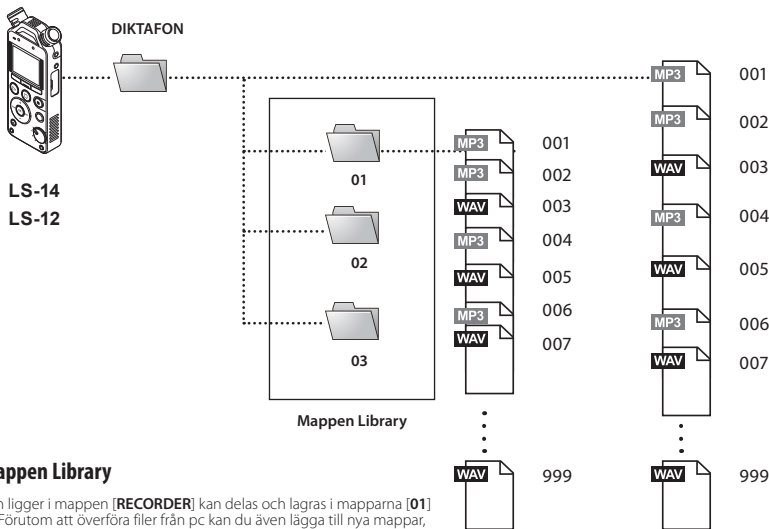 DIKTAFON
LS-14
LS-12
01
02
03
Mappen Library
MP3 001
MP3 002
WAV 003
MP3 004
WAV 005
MP3 006
WAV 007
WAV 999
MP3 001
MP3 002
WAV 003
MP3 004
WAV 005
MP3 006
WAV 007
WAV 999
appen Library
n ligger i mappen [RECORDER] kan delas och lagras i mapparna [01]
Förutom att överföra filer från pc kan du även lägga till nya mappar,